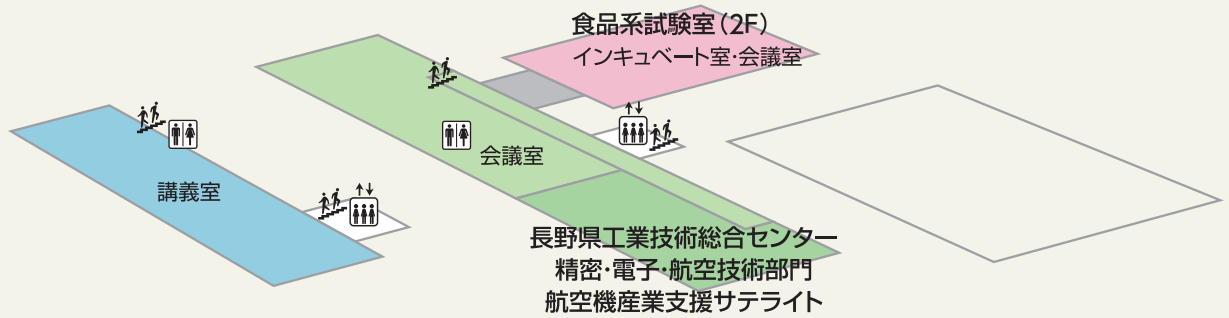 食品系試験室(2F)
インキュベート室・会議室
会議室
講義室
長野県工業技術総合センター
精密・電子・航空技術部門
航空機産業支援サテライト